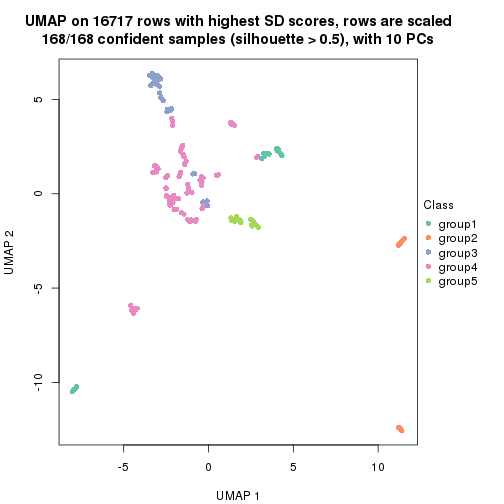 UMAP on 16717 rows with highest SD scores, rows are scaled
168/168 confident samples (silhouette > 0.5), with 10 PCs
5
0
-5
-10
UMAP 2
-5
0
5
10
UMAP 1
Class
group1
group2
group3
group4
group5